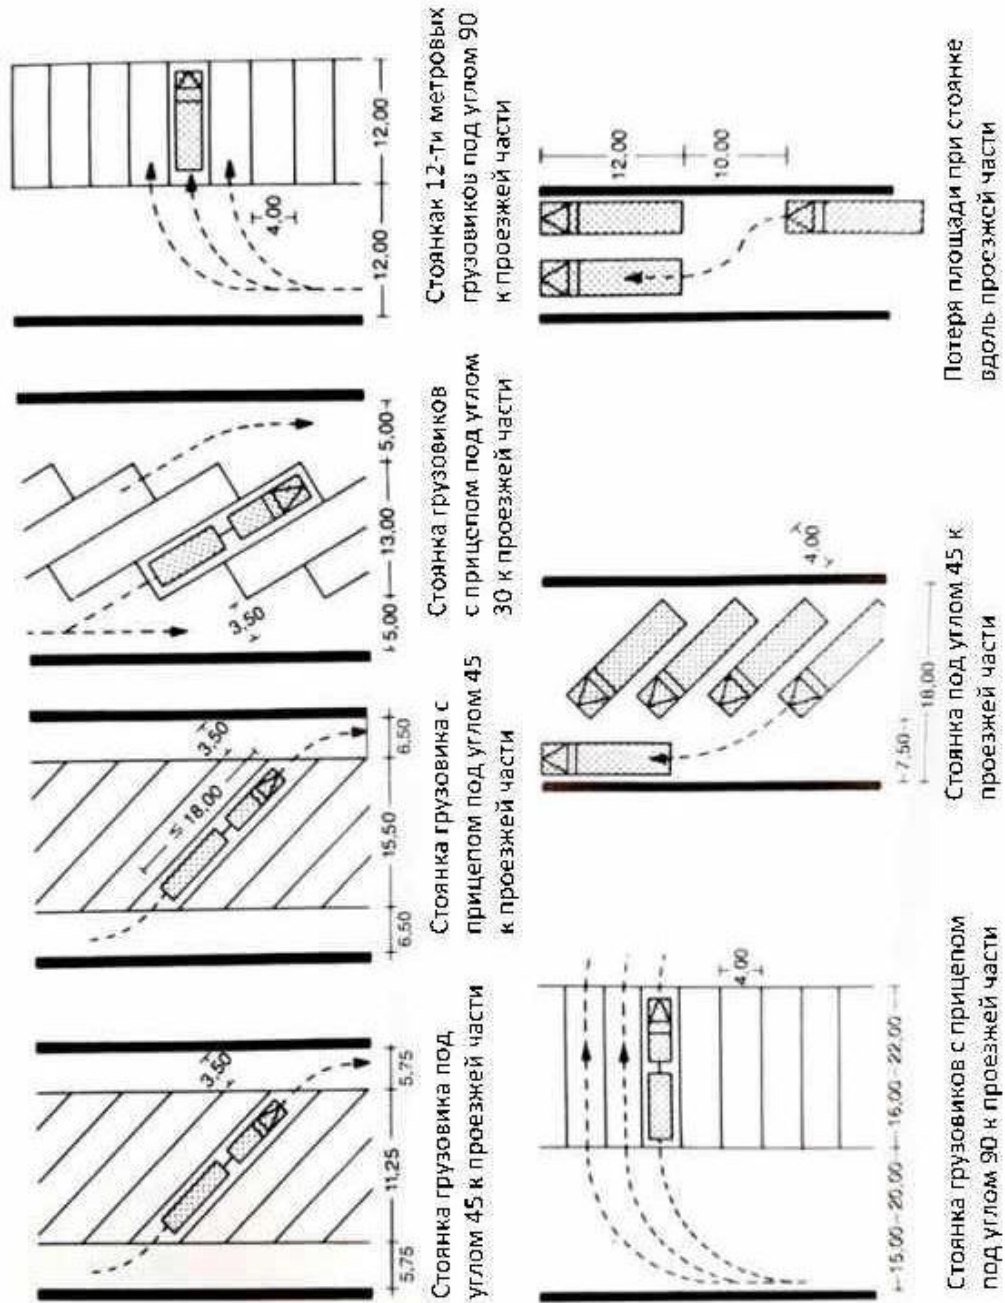 5,75
11,25
5,75
3,50
Стоянка грузовика под
углом 45 к проезжей части
6,50
15,50
6,50
≤ 18,00
3,50
Стоянка грузовика с
прицепом под углом 45
к проезжей части
5,00
13,00
5,00
3,50
Стоянка грузовиков
с прицепом под углом
30 к проезжей части
12,00
12,00
4,00
Стоянкак 12-ти метровых
грузовиков под углом 90
к проезжей части
15,00-20,00
16,00-22,00
4,00
Стоянка грузовиков с прицепом
под углом 90 к проезжей части
7,50
18,00
4,00
Стоянка под углом 45 к
проезжей части
12,00
10,00
Потеря площади при стоянке
вдоль проезжей части